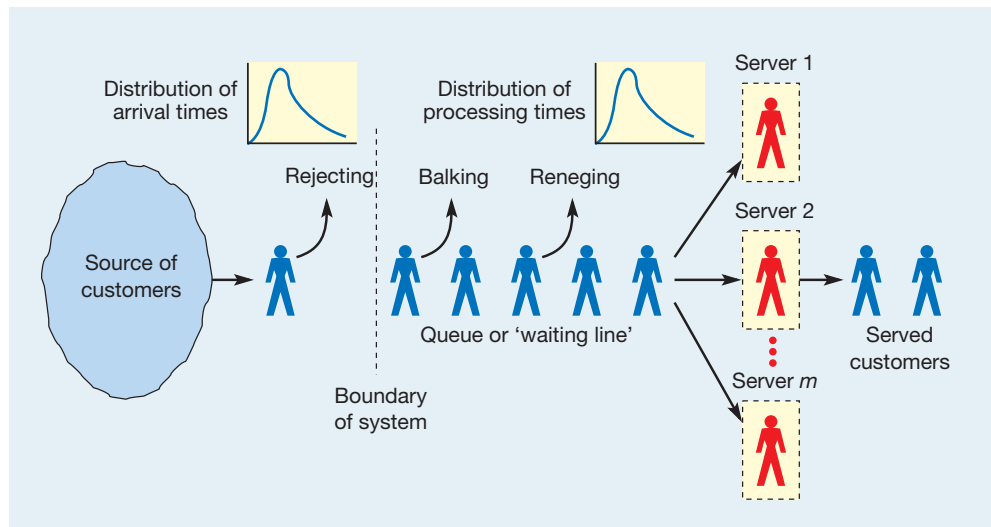 Distribution of
arrival times
Distribution of
processing times
Server 1
Rejecting
Balking
Reneging
Server 2
Source of
customers
Queue or ‘waiting line’
Served
customers
Boundary
of system
Server m